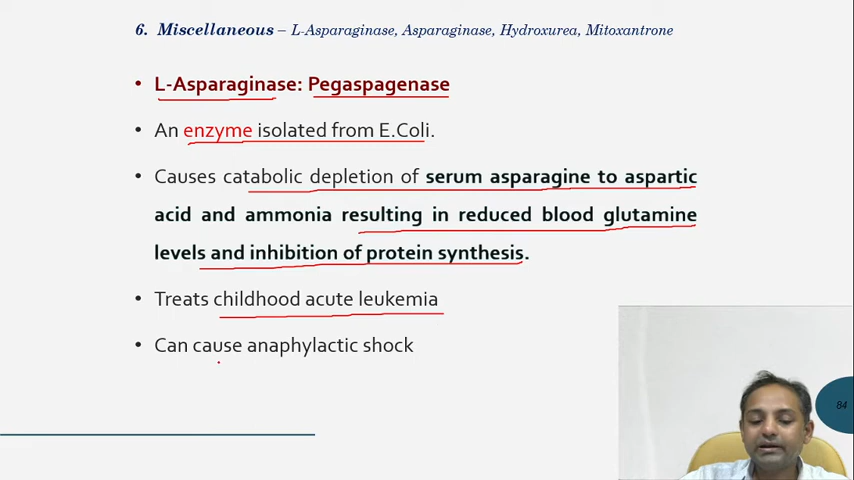 6. Miscellaneous – L-Asparaginase, Asparaginase, Hydroxurea, Mitoxantrone
• L-Asparaginase: Pegaspagenase
• An enzyme isolated from E.Coli.
• Causes catabolic depletion of serum asparagine to aspartic
acid and ammonia resulting in reduced blood glutamine
levels and inhibition of protein synthesis.
• Treats childhood acute leukemia
• Can cause anaphylactic shock
84